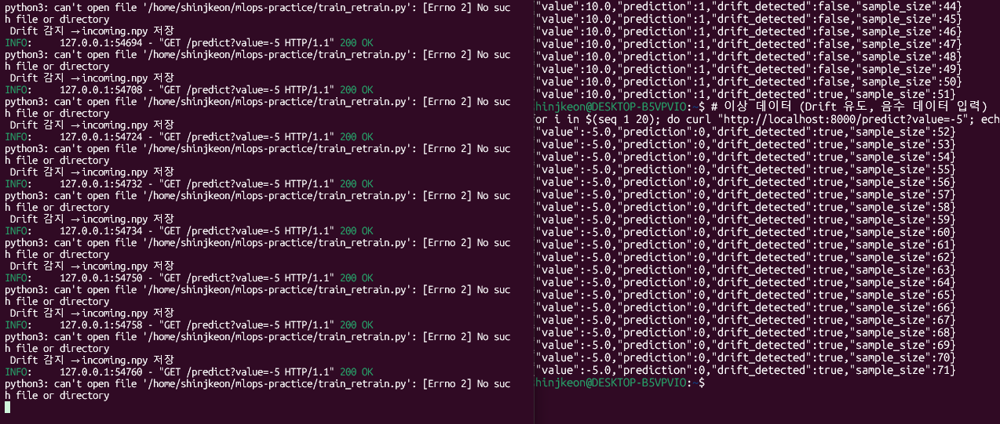 python3: can't open file '/home/shinjkeon/mlops-practice/train_retrain.py': [Errno 2] No suc
h file or directory
 Drift 감지 →incoming.npy 저장
INFO:     127.0.0.1:54694 - "GET /predict?value=-5 HTTP/1.1" 200 OK
python3: can't open file '/home/shinjkeon/mlops-practice/train_retrain.py': [Errno 2] No suc
h file or directory
 Drift 감지 →incoming.npy 저장
INFO:     127.0.0.1:54708 - "GET /predict?value=-5 HTTP/1.1" 200 OK
python3: can't open file '/home/shinjkeon/mlops-practice/train_retrain.py': [Errno 2] No suc
h file or directory
 Drift 감지 →incoming.npy 저장
INFO:     127.0.0.1:54724 - "GET /predict?value=-5 HTTP/1.1" 200 OK
python3: can't open file '/home/shinjkeon/mlops-practice/train_retrain.py': [Errno 2] No suc
h file or directory
 Drift 감지 →incoming.npy 저장
INFO:     127.0.0.1:54732 - "GET /predict?value=-5 HTTP/1.1" 200 OK
python3: can't open file '/home/shinjkeon/mlops-practice/train_retrain.py': [Errno 2] No suc
h file or directory
 Drift 감지 →incoming.npy 저장
INFO:     127.0.0.1:54734 - "GET /predict?value=-5 HTTP/1.1" 200 OK
python3: can't open file '/home/shinjkeon/mlops-practice/train_retrain.py': [Errno 2] No suc
h file or directory
 Drift 감지 →incoming.npy 저장
INFO:     127.0.0.1:54750 - "GET /predict?value=-5 HTTP/1.1" 200 OK
python3: can't open file '/home/shinjkeon/mlops-practice/train_retrain.py': [Errno 2] No suc
h file or directory
 Drift 감지 →incoming.npy 저장
INFO:     127.0.0.1:54758 - "GET /predict?value=-5 HTTP/1.1" 200 OK
python3: can't open file '/home/shinjkeon/mlops-practice/train_retrain.py': [Errno 2] No suc
h file or directory
 Drift 감지 →incoming.npy 저장
INFO:     127.0.0.1:54760 - "GET /predict?value=-5 HTTP/1.1" 200 OK
python3: can't open file '/home/shinjkeon/mlops-practice/train_retrain.py': [Errno 2] No suc
h file or directory
"value":10.0,"prediction":1,"drift_detected":false,"sample_size":44}
"value":10.0,"prediction":1,"drift_detected":false,"sample_size":45}
"value":10.0,"prediction":1,"drift_detected":false,"sample_size":46}
"value":10.0,"prediction":1,"drift_detected":false,"sample_size":47}
"value":10.0,"prediction":1,"drift_detected":false,"sample_size":48}
"value":10.0,"prediction":1,"drift_detected":false,"sample_size":49}
"value":10.0,"prediction":1,"drift_detected":false,"sample_size":50}
"value":10.0,"prediction":1,"drift_detected":true,"sample_size":51}
hinjkeon@DESKTOP-B5VPVIO:~$ # 이상 데이터 (Drift 유도, 음수 데이터 입력)
or i in $(seq 1 20); do curl "http://localhost:8000/predict?value=-5"; ech
"value":-5.0,"prediction":0,"drift_detected":true,"sample_size":52}
"value":-5.0,"prediction":0,"drift_detected":true,"sample_size":53}
"value":-5.0,"prediction":0,"drift_detected":true,"sample_size":54}
"value":-5.0,"prediction":0,"drift_detected":true,"sample_size":55}
"value":-5.0,"prediction":0,"drift_detected":true,"sample_size":56}
"value":-5.0,"prediction":0,"drift_detected":true,"sample_size":57}
"value":-5.0,"prediction":0,"drift_detected":true,"sample_size":58}
"value":-5.0,"prediction":0,"drift_detected":true,"sample_size":59}
"value":-5.0,"prediction":0,"drift_detected":true,"sample_size":60}
"value":-5.0,"prediction":0,"drift_detected":true,"sample_size":61}
"value":-5.0,"prediction":0,"drift_detected":true,"sample_size":62}
"value":-5.0,"prediction":0,"drift_detected":true,"sample_size":63}
"value":-5.0,"prediction":0,"drift_detected":true,"sample_size":64}
"value":-5.0,"prediction":0,"drift_detected":true,"sample_size":65}
"value":-5.0,"prediction":0,"drift_detected":true,"sample_size":66}
"value":-5.0,"prediction":0,"drift_detected":true,"sample_size":67}
"value":-5.0,"prediction":0,"drift_detected":true,"sample_size":68}
"value":-5.0,"prediction":0,"drift_detected":true,"sample_size":69}
"value":-5.0,"prediction":0,"drift_detected":true,"sample_size":70}
"value":-5.0,"prediction":0,"drift_detected":true,"sample_size":71}
hinjkeon@DESKTOP-B5VPVIO:~$